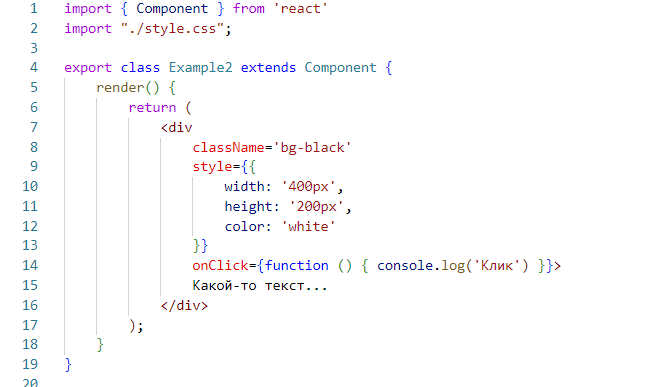 1 import { Component } from 'react'
2 import "./style.css";
3
4 export class Example2 extends Component {
5     render() {
6         return (
7             <div
8                 className='bg-black'
9                 style={{
10                     width: '400px',
11                     height: '200px',
12                     color: 'white'
13                 }}
14                 onClick={function () { console.log('Клик') }}>
15                 Какой-то текст...
16             </div>
17         );
18     }
19 }
20